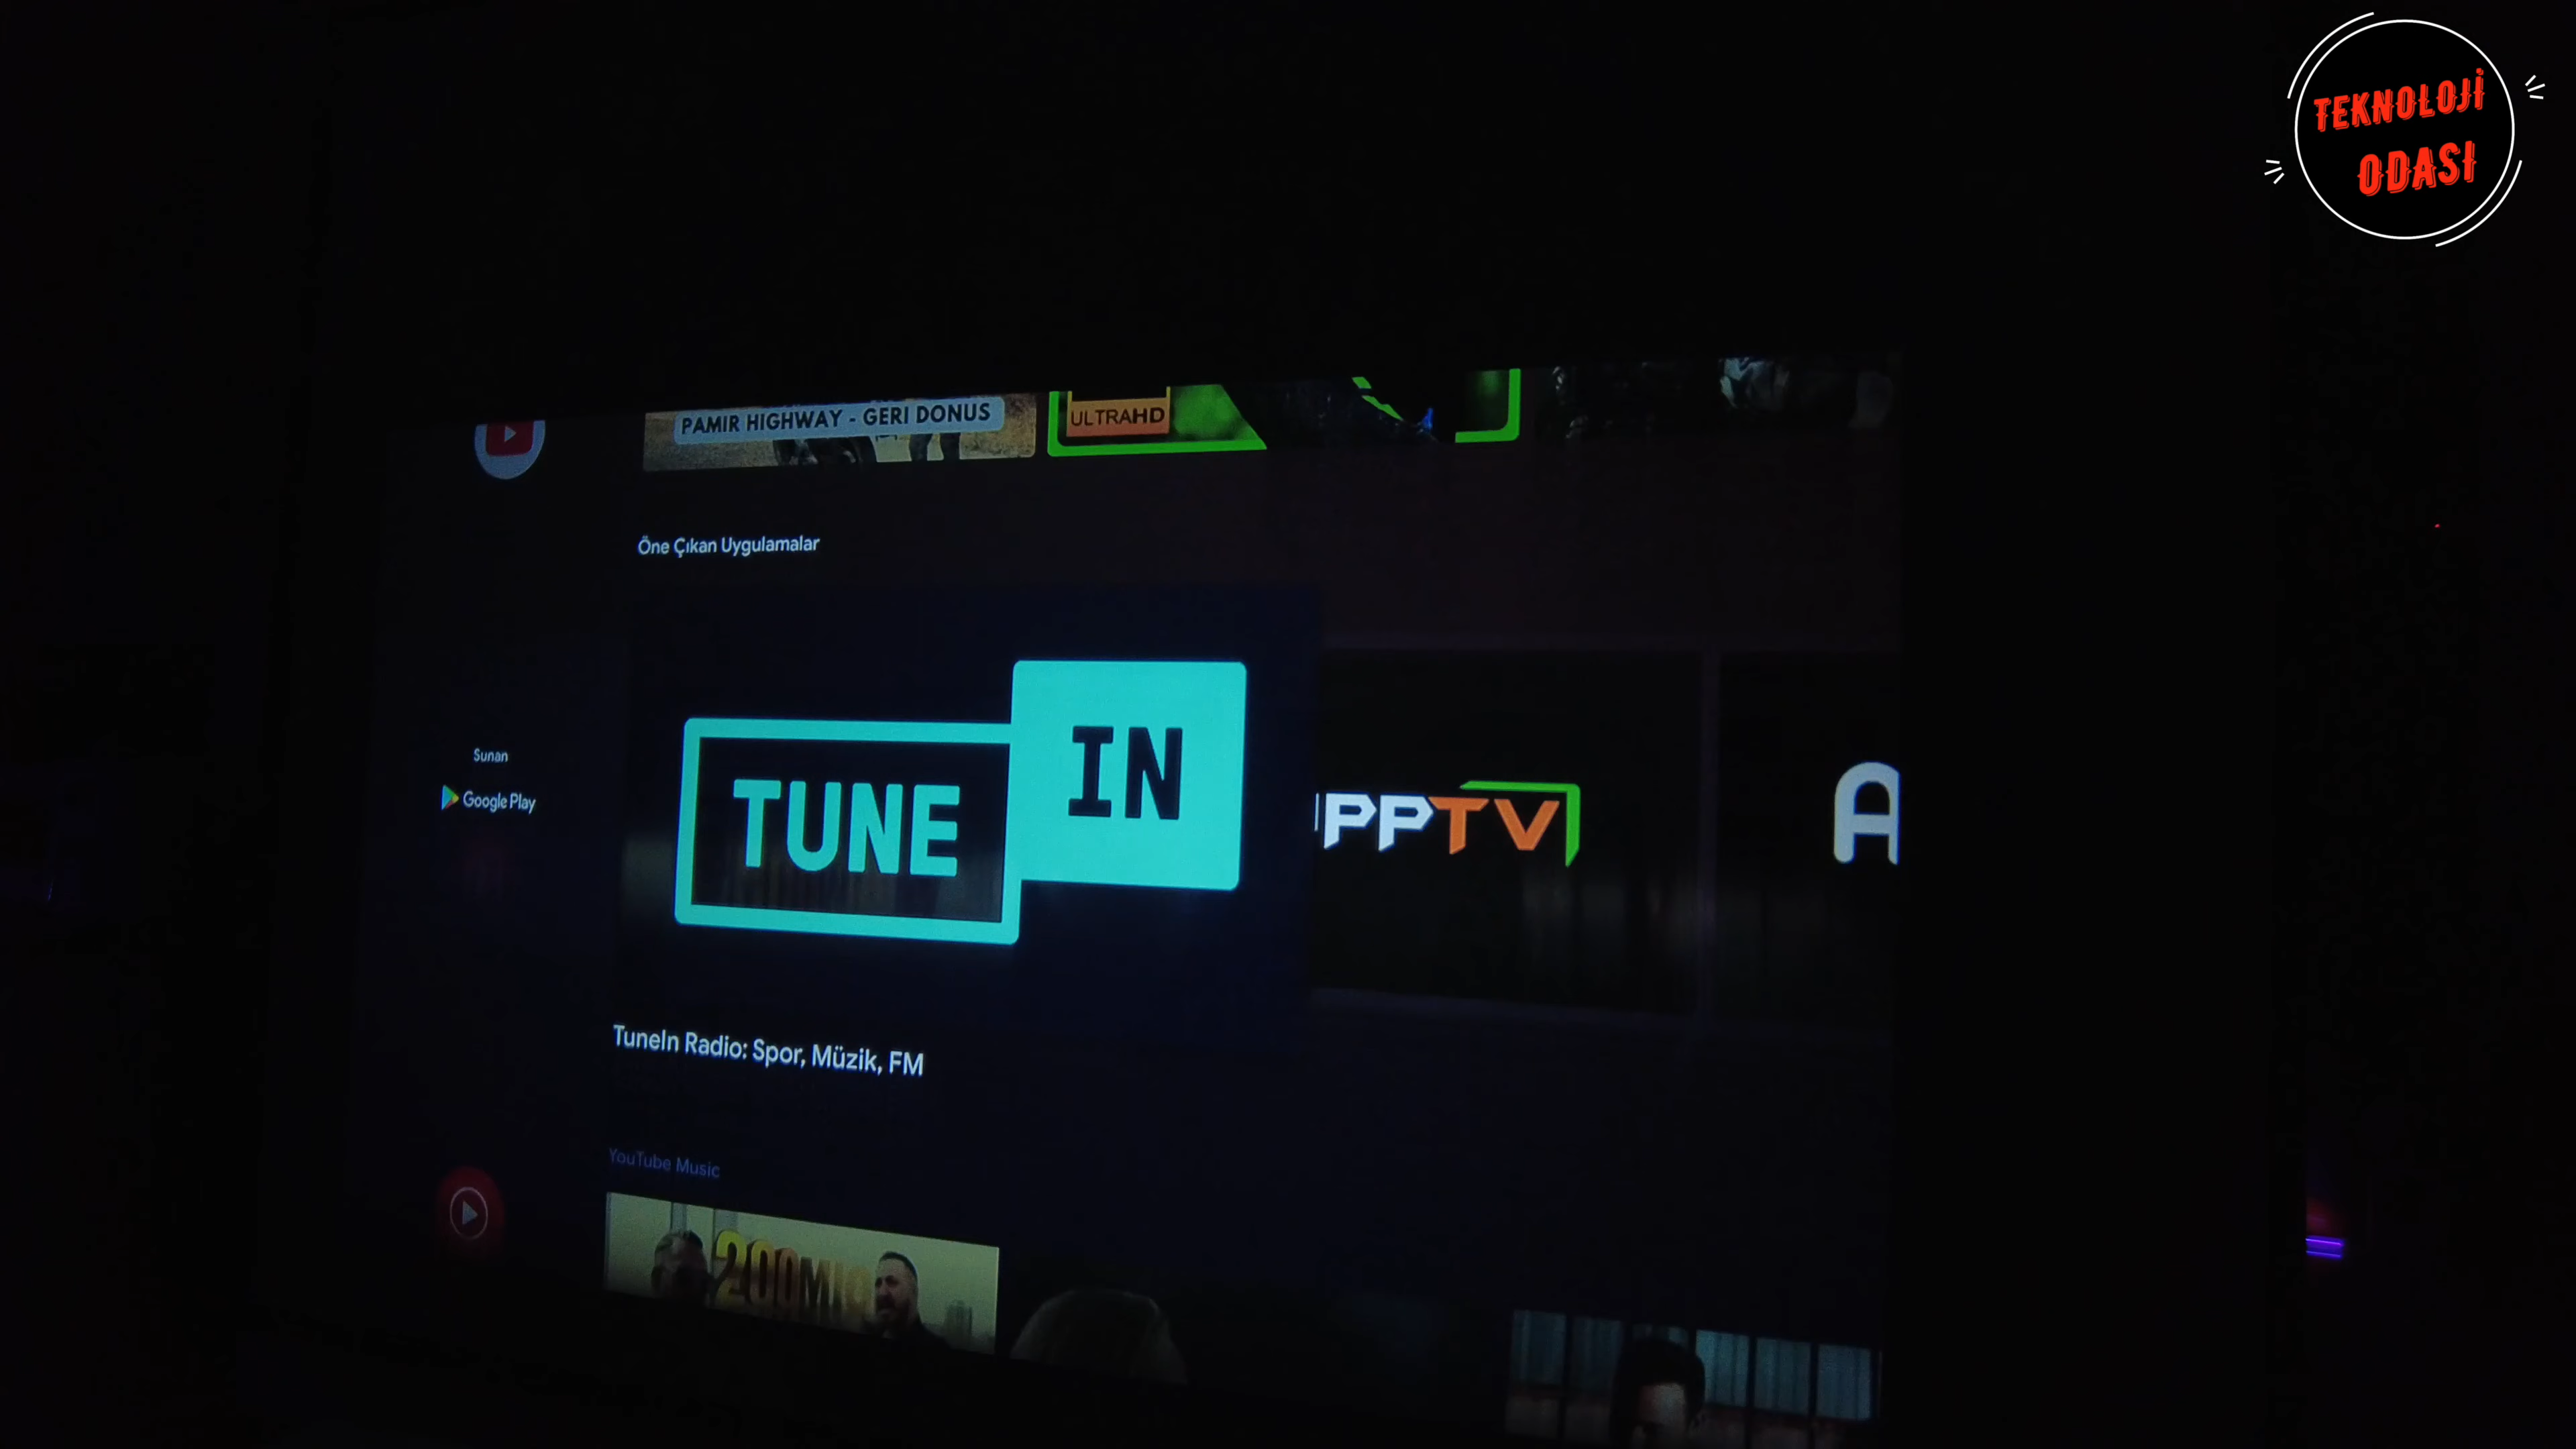 TEKNOLOJİ
ODASI
PAMIR HIGHWAY - GERI DONUS
ULTRAHD
Öne Çıkan Uygulamalar
TUNE
IN
PPTV
A
Sunan
Google Play
TuneIn Radio: Spor, Müzik, FM
YouTube Music
200